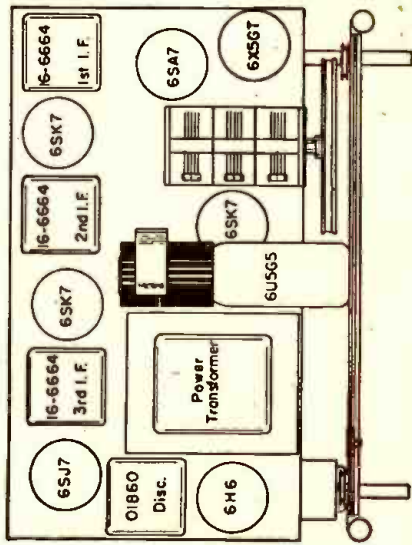 6SJ7
16-6664
3rd I.F.
6SK7
16-6664
2nd I.F.
6SK7
16-6664
1st I.F.
01860
Disc.
Power
Transformer
6SA7
6H6
6U5G5
6SK7
6X5GT